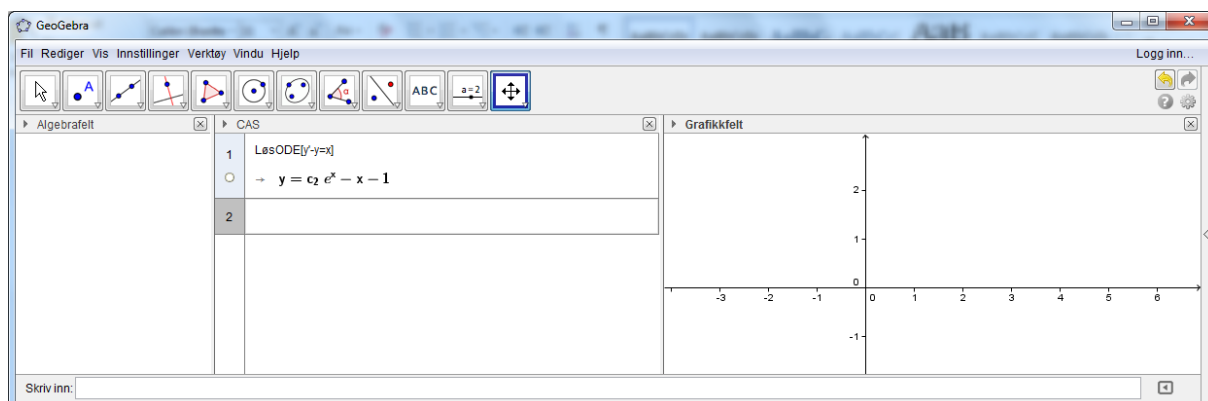 GeoGebra
Fil Rediger Vis Innstillinger Verktøy Vindu Hjelp
Logg inn...
A
α
ABC
a=2
Algebrafelt
CAS
Grafikkfelt
1
LøsODE[y'-y=x]
→ y = c₂ eˣ − x − 1
2
2
1
0
-1
-3 -2 -1 0 1 2 3 4 5 6
Skriv inn: